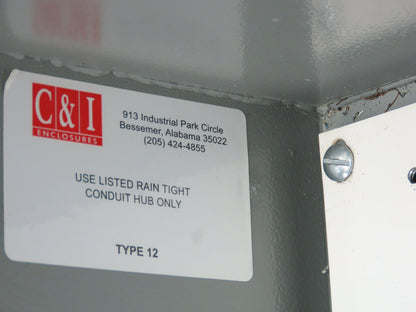 C&I
ENCLOSURES
913 Industrial Park Circle
Bessemer, Alabama 35022
(205) 424-4855
USE LISTED RAIN TIGHT
CONDUIT HUB ONLY
TYPE 12